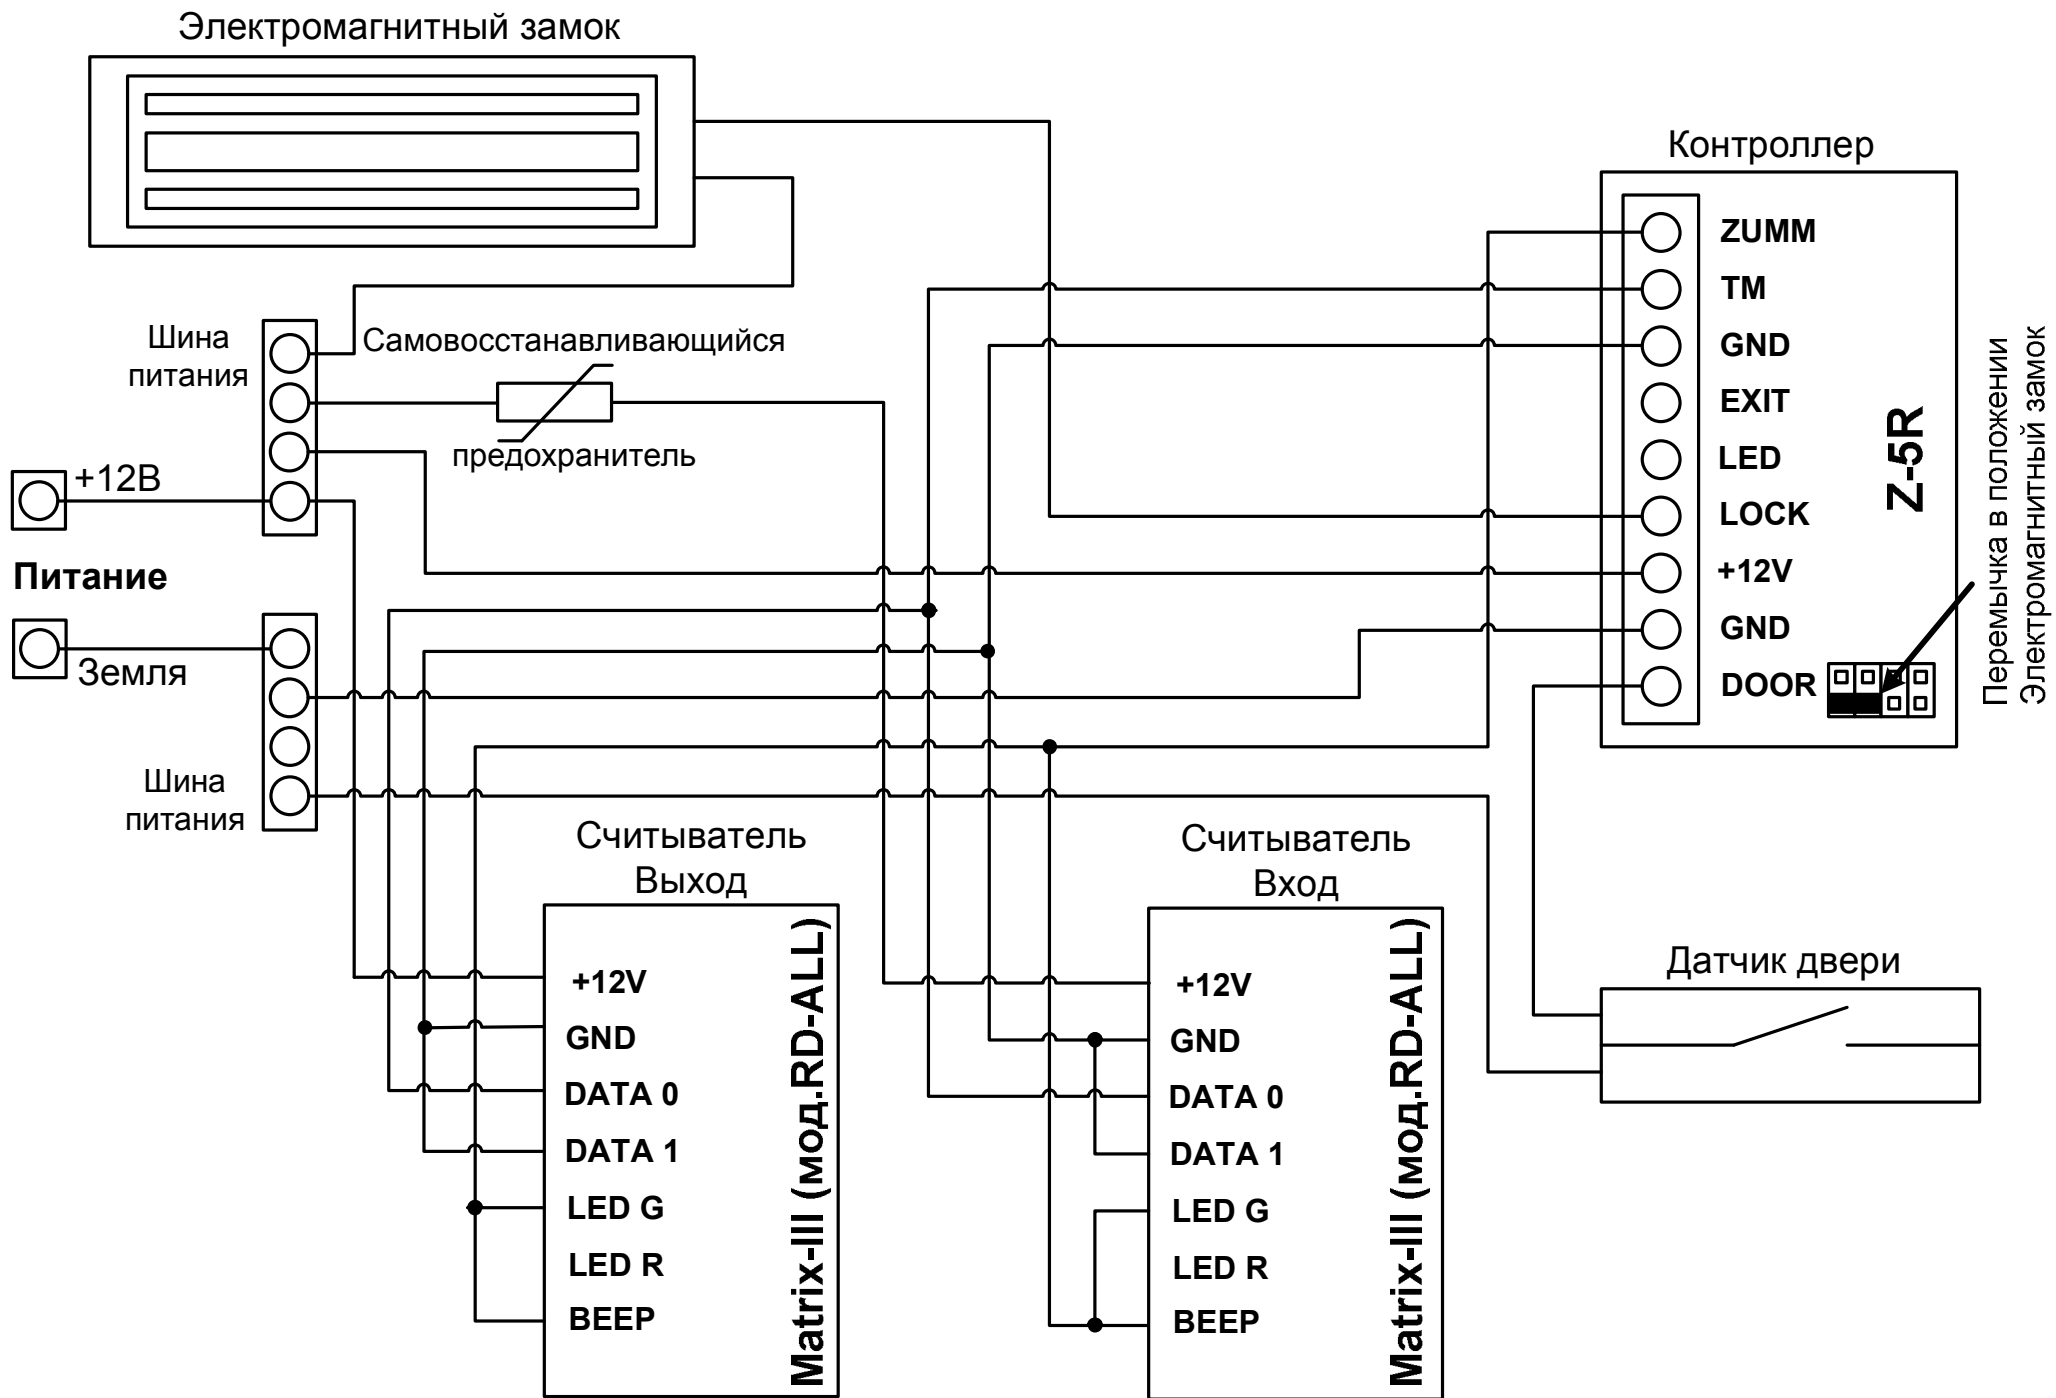 Электромагнитный замок
Контроллер
ZUMM
TM
GND
EXIT
LED
LOCK
+12V
GND
DOOR
Z-5R
Перемычка в положении
Электромагнитный замок
Шина
питания
Самовосстанавливающийся
предохранитель
+12В
Питание
Земля
Шина
питания
Считыватель
Выход
+12V
GND
DATA 0
DATA 1
LED G
LED R
BEEP
Matrix-III (мод.RD-ALL)
Считыватель
Вход
+12V
GND
DATA 0
DATA 1
LED G
LED R
BEEP
Matrix-III (мод.RD-ALL)
Датчик двери